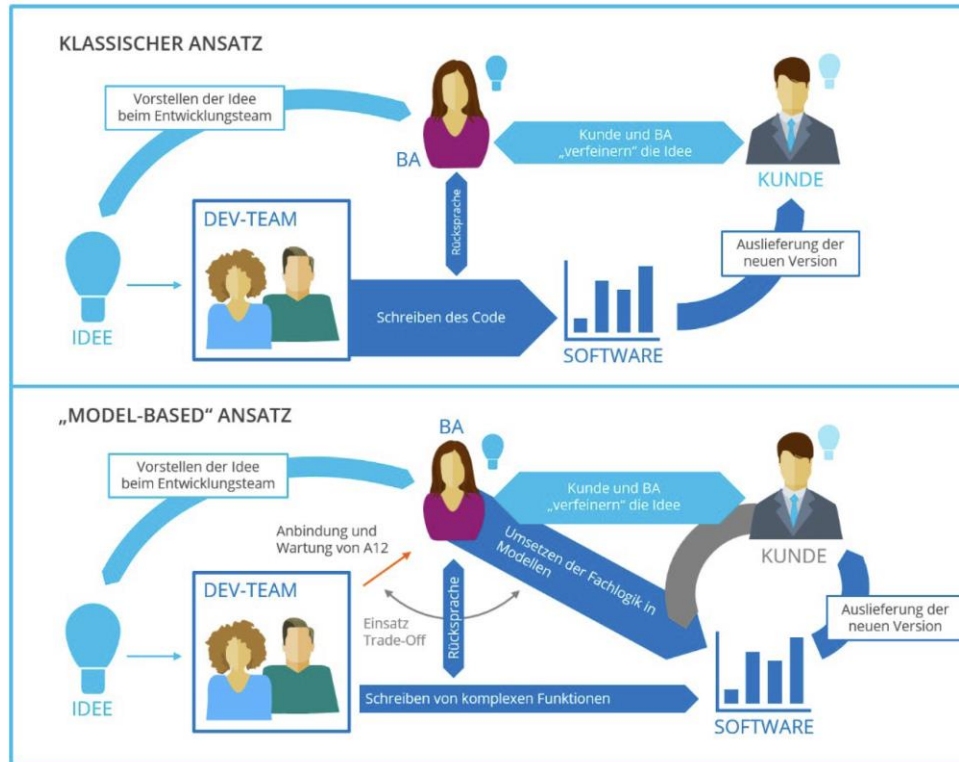 KLASSISCHER ANSATZ
Vorstellen der Idee
beim Entwicklungsteam
BA
Kunde und BA
„verfeinern“ die Idee
KUNDE
Rücksprache
DEV-TEAM
Auslieferung der
neuen Version
Schreiben des Code
IDEE
SOFTWARE
„MODEL-BASED“ ANSATZ
BA
Vorstellen der Idee
beim Entwicklungsteam
Kunde und BA
„verfeinern“ die Idee
Anbindung und
Wartung von A12
Umsetzen der Fachlogik in
Modellen
KUNDE
DEV-TEAM
Einsatz
Trade-Off
Rücksprache
Auslieferung der
neuen Version
Schreiben von komplexen Funktionen
IDEE
SOFTWARE